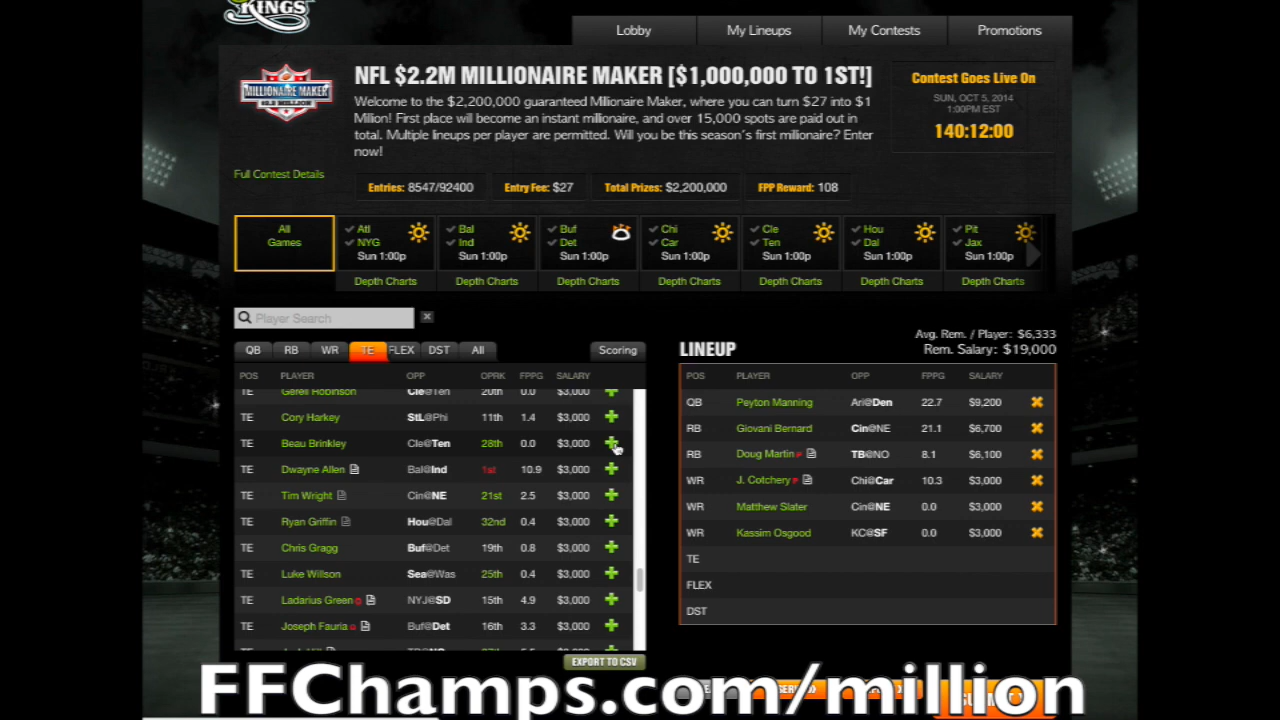 KINGS
Lobby My Lineups My Contests Promotions
MILLIONAIRE MAKER
NFL $2.2M MILLIONAIRE MAKER [$1,000,000 TO 1ST!]
Welcome to the $2,200,000 guaranteed Millionaire Maker, where you can turn $27 into $1
Million! First place will become an instant millionaire, and over 15,000 spots are paid out in
total. Multiple lineups per player are permitted. Will you be this season's first millionaire? Enter
now!
Contest Goes Live On
SUN, OCT 5, 2014
1:00PM EST
140:12:00
Full Contest Details
Entries: 8547/92400 Entry Fee: $27 Total Prizes: $2,200,000 FPP Reward: 108
All Games
Atl NYG Sun 1:00p
Bal Ind Sun 1:00p
Buf Det Sun 1:00p
Chi Car Sun 1:00p
Cle Ten Sun 1:00p
Hou Dal Sun 1:00p
Pit Jax Sun 1:00p
Depth Charts Depth Charts Depth Charts Depth Charts Depth Charts Depth Charts Depth Charts
Player Search
QB RB WR TE FLEX DST All Scoring
POS PLAYER OPP OPRK FPPG SALARY
TE Gerell Robinson Cle@Ten 20th 0.0 $3,000
TE Cory Harkey StL@Phi 11th 1.4 $3,000
TE Beau Brinkley Cle@Ten 28th 0.0 $3,000
TE Dwayne Allen Bal@Ind 1st 10.9 $3,000
TE Tim Wright Cin@NE 21st 2.5 $3,000
TE Ryan Griffin Hou@Dal 32nd 0.4 $3,000
TE Chris Gragg Buf@Det 19th 0.8 $3,000
TE Luke Willson Sea@Was 25th 0.4 $3,000
TE Ladarius Green Q NYJ@SD 15th 4.9 $3,000
TE Joseph Fauria Q Buf@Det 16th 3.3 $3,000
EXPORT TO CSV
Avg. Rem. / Player: $6,333
LINEUP Rem. Salary: $19,000
POS PLAYER OPP FPPG SALARY
QB Peyton Manning Ari@Den 22.7 $9,200
RB Giovani Bernard Cin@NE 21.1 $6,700
RB Doug Martin P TB@NO 8.1 $6,100
WR J. Cotchery P Chi@Car 10.3 $3,000
WR Matthew Slater Cin@NE 0.0 $3,000
WR Kassim Osgood KC@SF 0.0 $3,000
TE
FLEX
DST
FFChamps.com/million